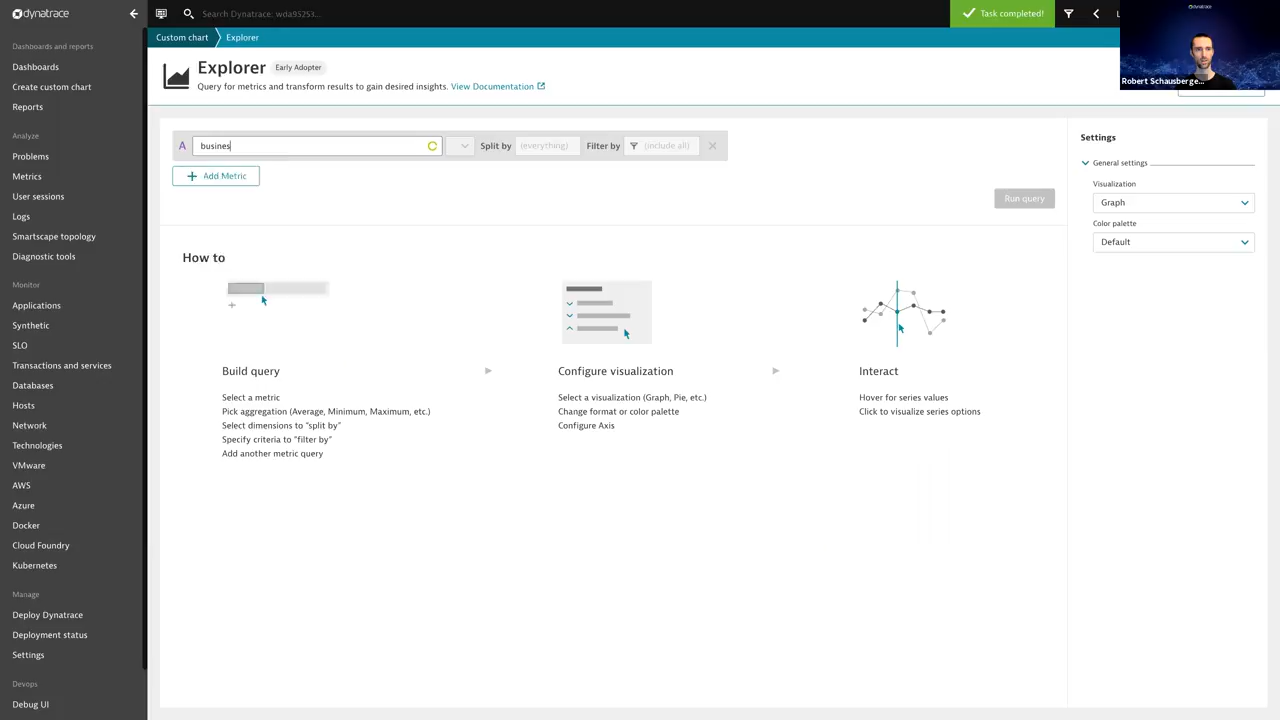 dynatrace
Search Dynatrace: wda95253...
Task completed!
dynatrace
Robert Schausberge...
Dashboards and reports
Dashboards
Create custom chart
Reports
Analyze
Problems
Metrics
User sessions
Logs
Smartscape topology
Diagnostic tools
Monitor
Applications
Synthetic
SLO
Transactions and services
Databases
Hosts
Network
Technologies
VMware
AWS
Azure
Docker
Cloud Foundry
Kubernetes
Manage
Deploy Dynatrace
Deployment status
Settings
Devops
Debug UI
Custom chart Explorer
Explorer Early Adopter
Query for metrics and transform results to gain desired insights. View Documentation
A busines Split by (everything) Filter by (include all)
Add Metric
Run query
How to
Build query
Select a metric
Pick aggregation (Average, Minimum, Maximum, etc.)
Select dimensions to “split by”
Specify criteria to “filter by”
Add another metric query
Configure visualization
Select a visualization (Graph, Pie, etc.)
Change format or color palette
Configure Axis
Interact
Hover for series values
Click to visualize series options
Settings
General settings
Visualization
Graph
Color palette
Default